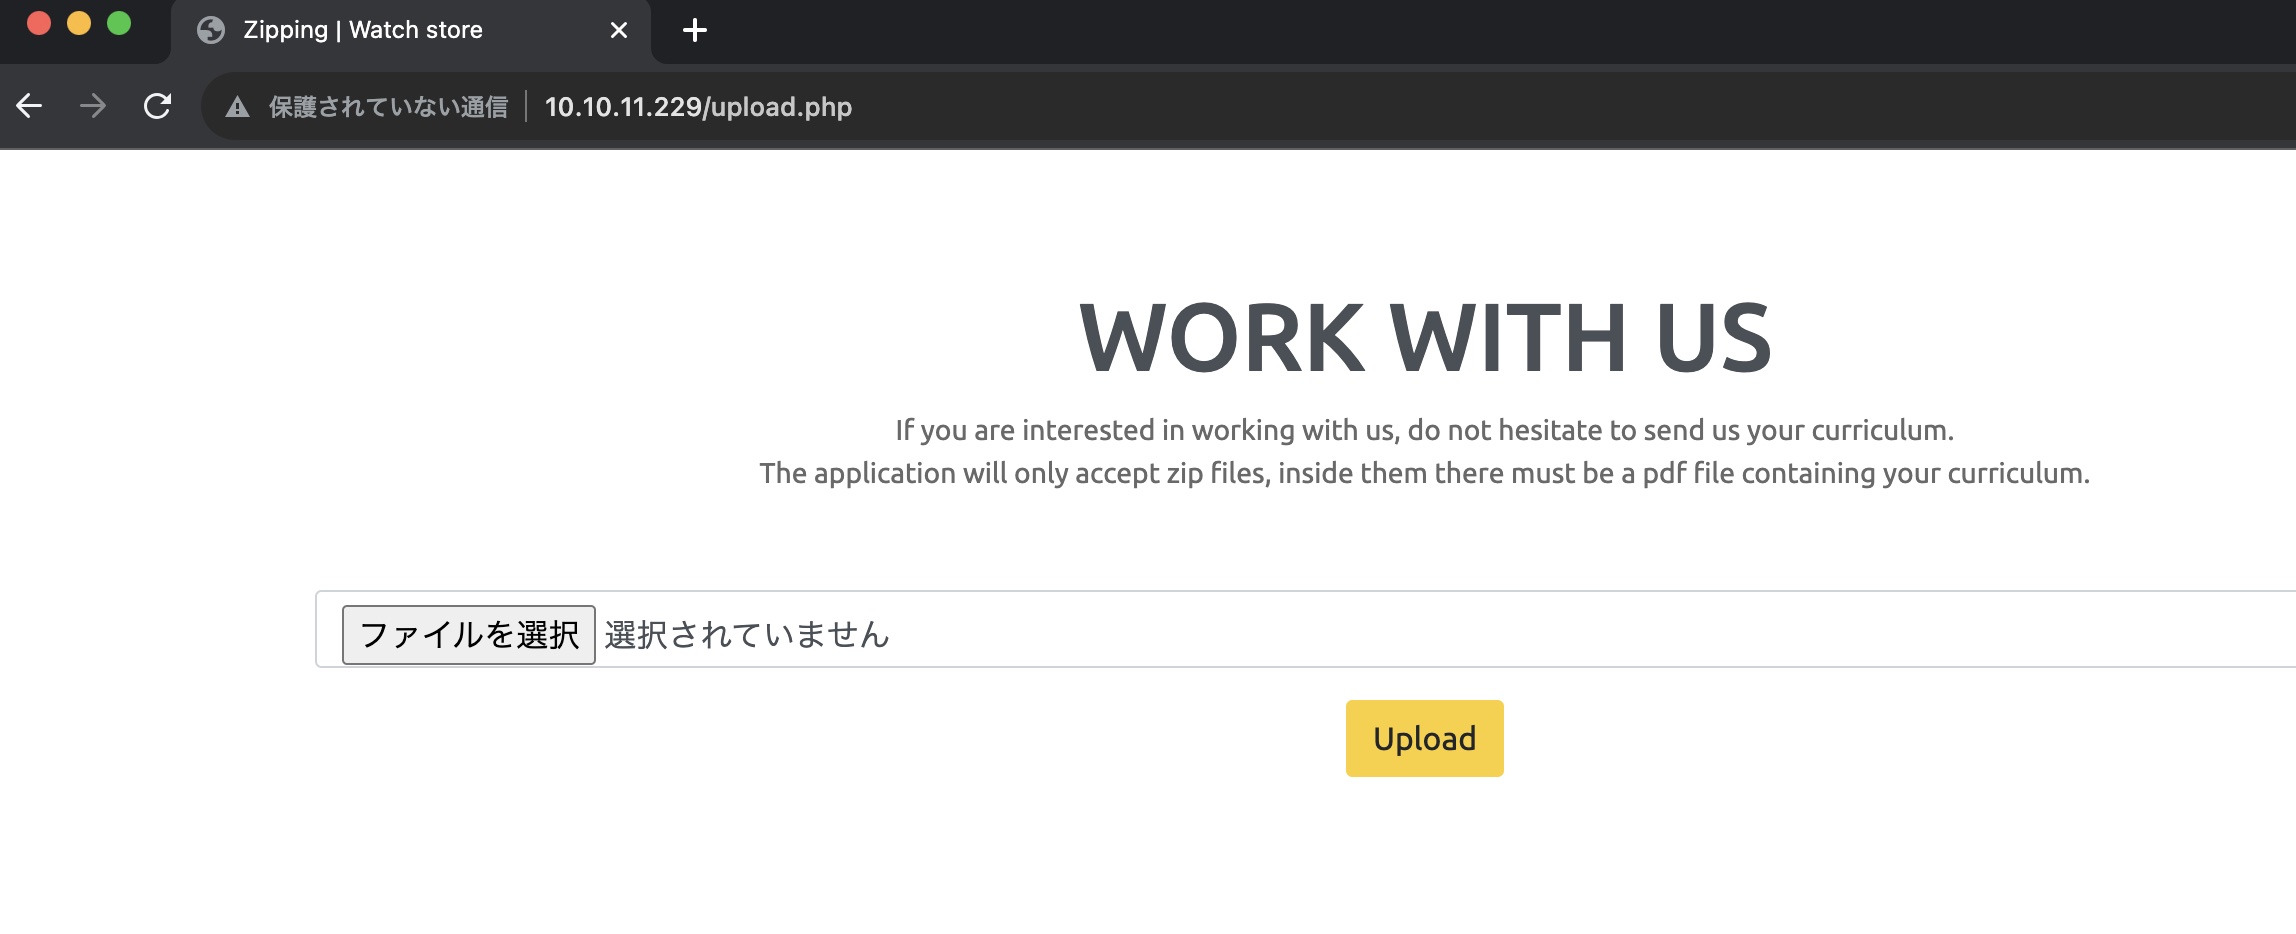 Zipping | Watch store
保護されていない通信 | 10.10.11.229/upload.php
WORK WITH US
If you are interested in working with us, do not hesitate to send us your curriculum.
The application will only accept zip files, inside them there must be a pdf file containing your curriculum.
ファイルを選択 選択されていません
Upload